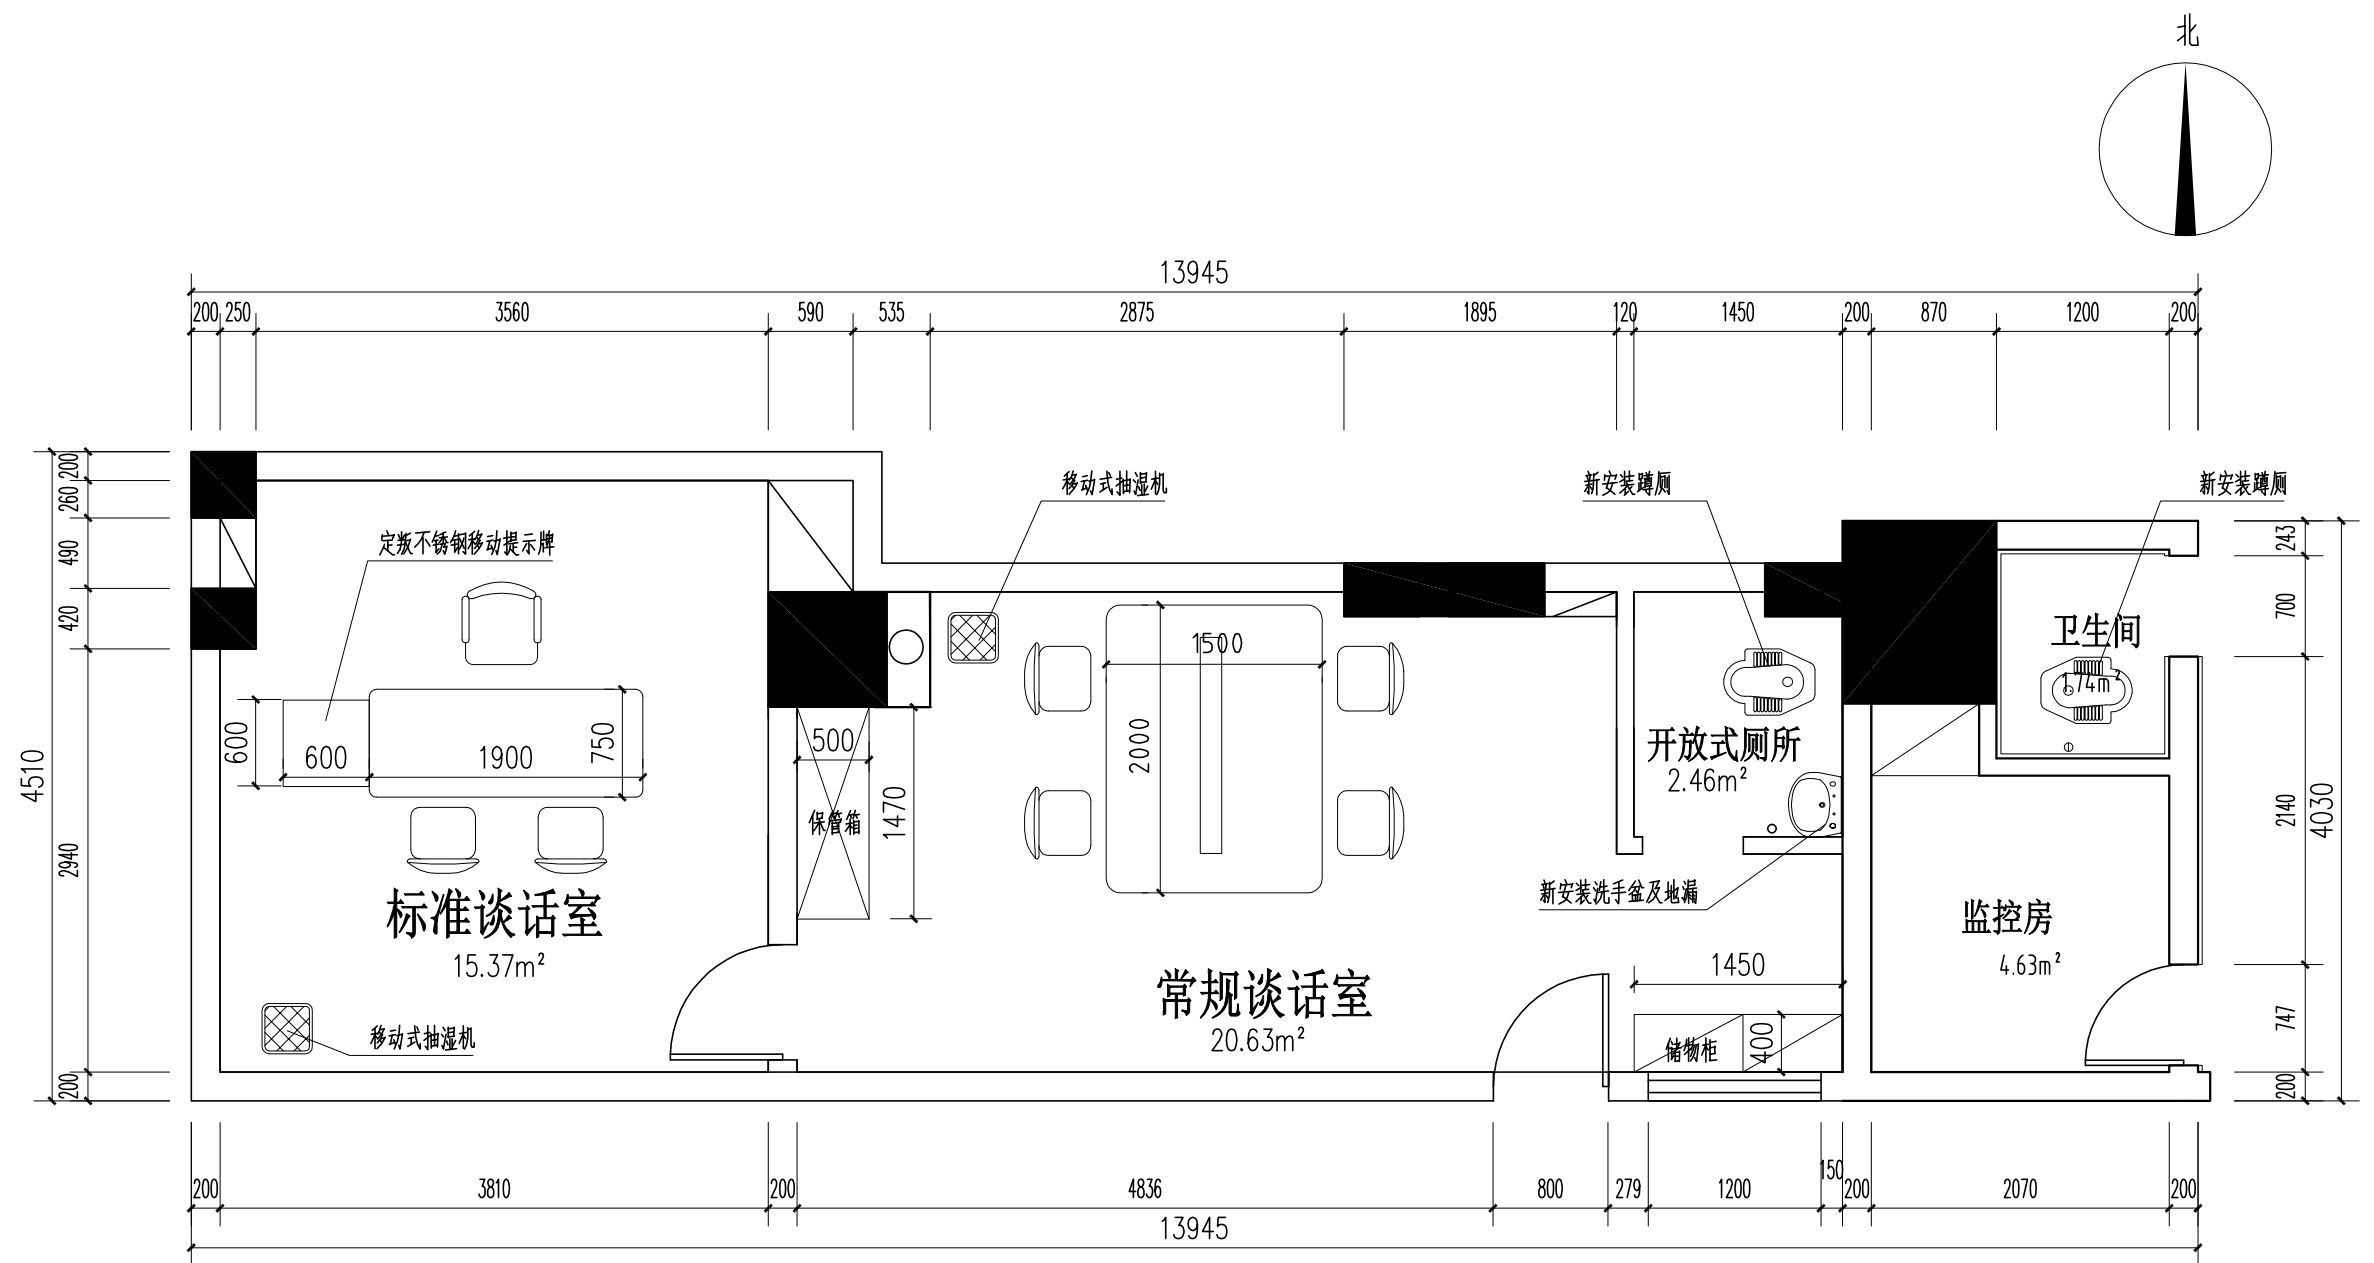 北
13945
200 250 3560 590 535 2875 1895 120 1450 200 870 1200 200
移动式抽湿机
新安装蹲厕
新安装蹲厕
定叛不锈钢移动提示牌
4510
200
260
490
420
2940
200
600
600
1900
750
标准谈话室
15.37m²
移动式抽湿机
500
1470
保管箱
1500
2000
常规谈话室
20.63m²
开放式厕所
2.46m²
新安装洗手盆及地漏
1450
400
储物柜
卫生间
1.74m²
监控房
4.63m²
243
700
2140
747
200
4030
200 3810 200 4836 800 279 1200 150 200 2070 200
13945